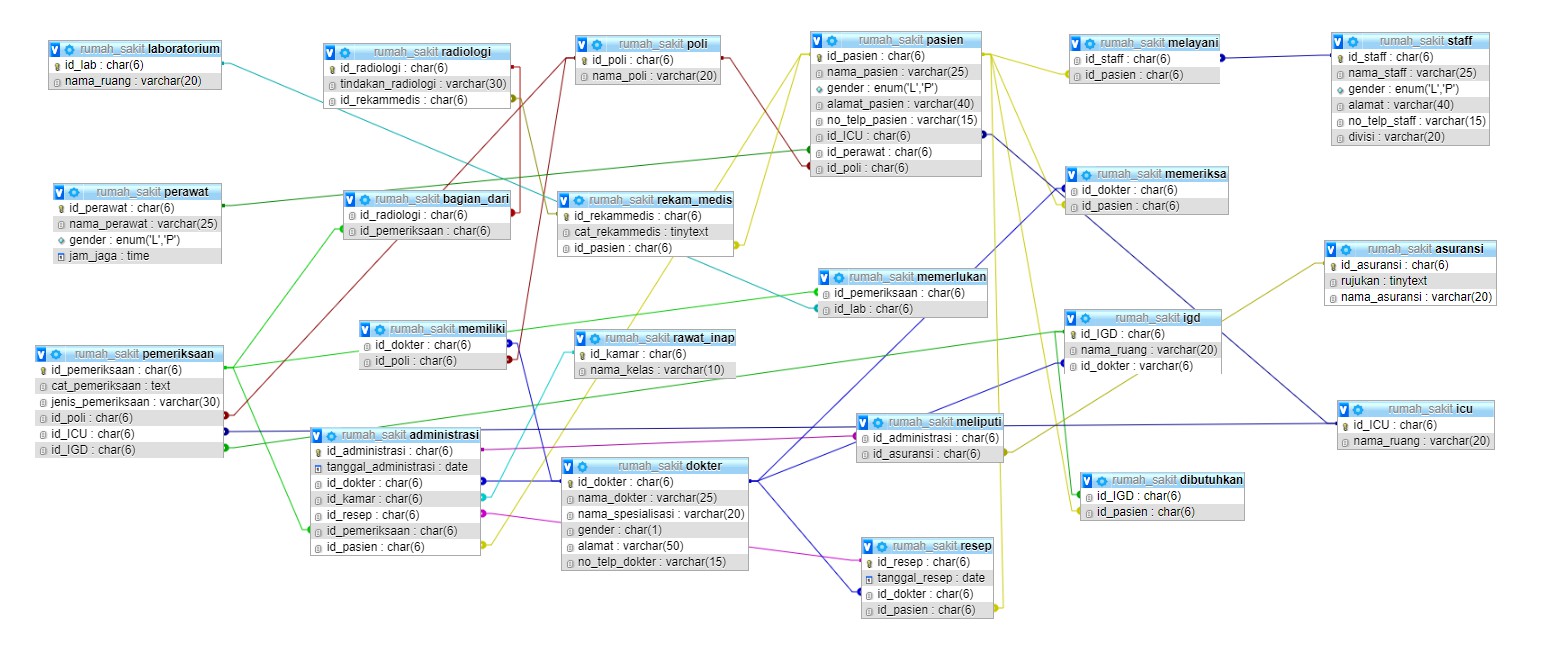 rumah_sakit laboratorium
id_lab : char(6)
nama_ruang : varchar(20)
rumah_sakit radiologi
id_radiologi : char(6)
tindakan_radiologi : varchar(30)
id_rekammedis : char(6)
rumah_sakit poli
id_poli : char(6)
nama_poli : varchar(20)
rumah_sakit pasien
id_pasien : char(6)
nama_pasien : varchar(25)
gender : enum('L','P')
alamat_pasien : varchar(40)
no_telp_pasien : varchar(15)
id_ICU : char(6)
id_perawat : char(6)
id_poli : char(6)
rumah_sakit melayani
id_staff : char(6)
id_pasien : char(6)
rumah_sakit staff
id_staff : char(6)
nama_staff : varchar(25)
gender : enum('L','P')
alamat : varchar(40)
no_telp_staff : varchar(15)
divisi : varchar(20)
rumah_sakit perawat
id_perawat : char(6)
nama_perawat : varchar(25)
gender : enum('L','P')
jam_jaga : time
rumah_sakit bagian_dari
id_radiologi : char(6)
id_pemeriksaan : char(6)
rumah_sakit rekam_medis
id_rekammedis : char(6)
cat_rekammedis : tinytext
id_pasien : char(6)
rumah_sakit memeriksa
id_dokter : char(6)
id_pasien : char(6)
rumah_sakit asuransi
id_asuransi : char(6)
rujukan : tinytext
nama_asuransi : varchar(20)
rumah_sakit memerlukan
id_pemeriksaan : char(6)
id_lab : char(6)
rumah_sakit igd
id_IGD : char(6)
nama_ruang : varchar(20)
id_dokter : varchar(6)
rumah_sakit memiliki
id_dokter : char(6)
id_poli : char(6)
rumah_sakit rawat_inap
id_kamar : char(6)
nama_kelas : varchar(10)
rumah_sakit pemeriksaan
id_pemeriksaan : char(6)
cat_pemeriksaan : text
jenis_pemeriksaan : varchar(30)
id_poli : char(6)
id_ICU : char(6)
id_IGD : char(6)
rumah_sakit administrasi
id_administrasi : char(6)
tanggal_administrasi : date
id_dokter : char(6)
id_kamar : char(6)
id_resep : char(6)
id_pemeriksaan : char(6)
id_pasien : char(6)
rumah_sakit dokter
id_dokter : char(6)
nama_dokter : varchar(25)
nama_spesialisasi : varchar(20)
gender : char(1)
alamat : varchar(50)
no_telp_dokter : varchar(15)
rumah_sakit meliputi
id_administrasi : char(6)
id_asuransi : char(6)
rumah_sakit icu
id_ICU : char(6)
nama_ruang : varchar(20)
rumah_sakit dibutuhkan
id_IGD : char(6)
id_pasien : char(6)
rumah_sakit resep
id_resep : char(6)
tanggal_resep : date
id_dokter : char(6)
id_pasien : char(6)